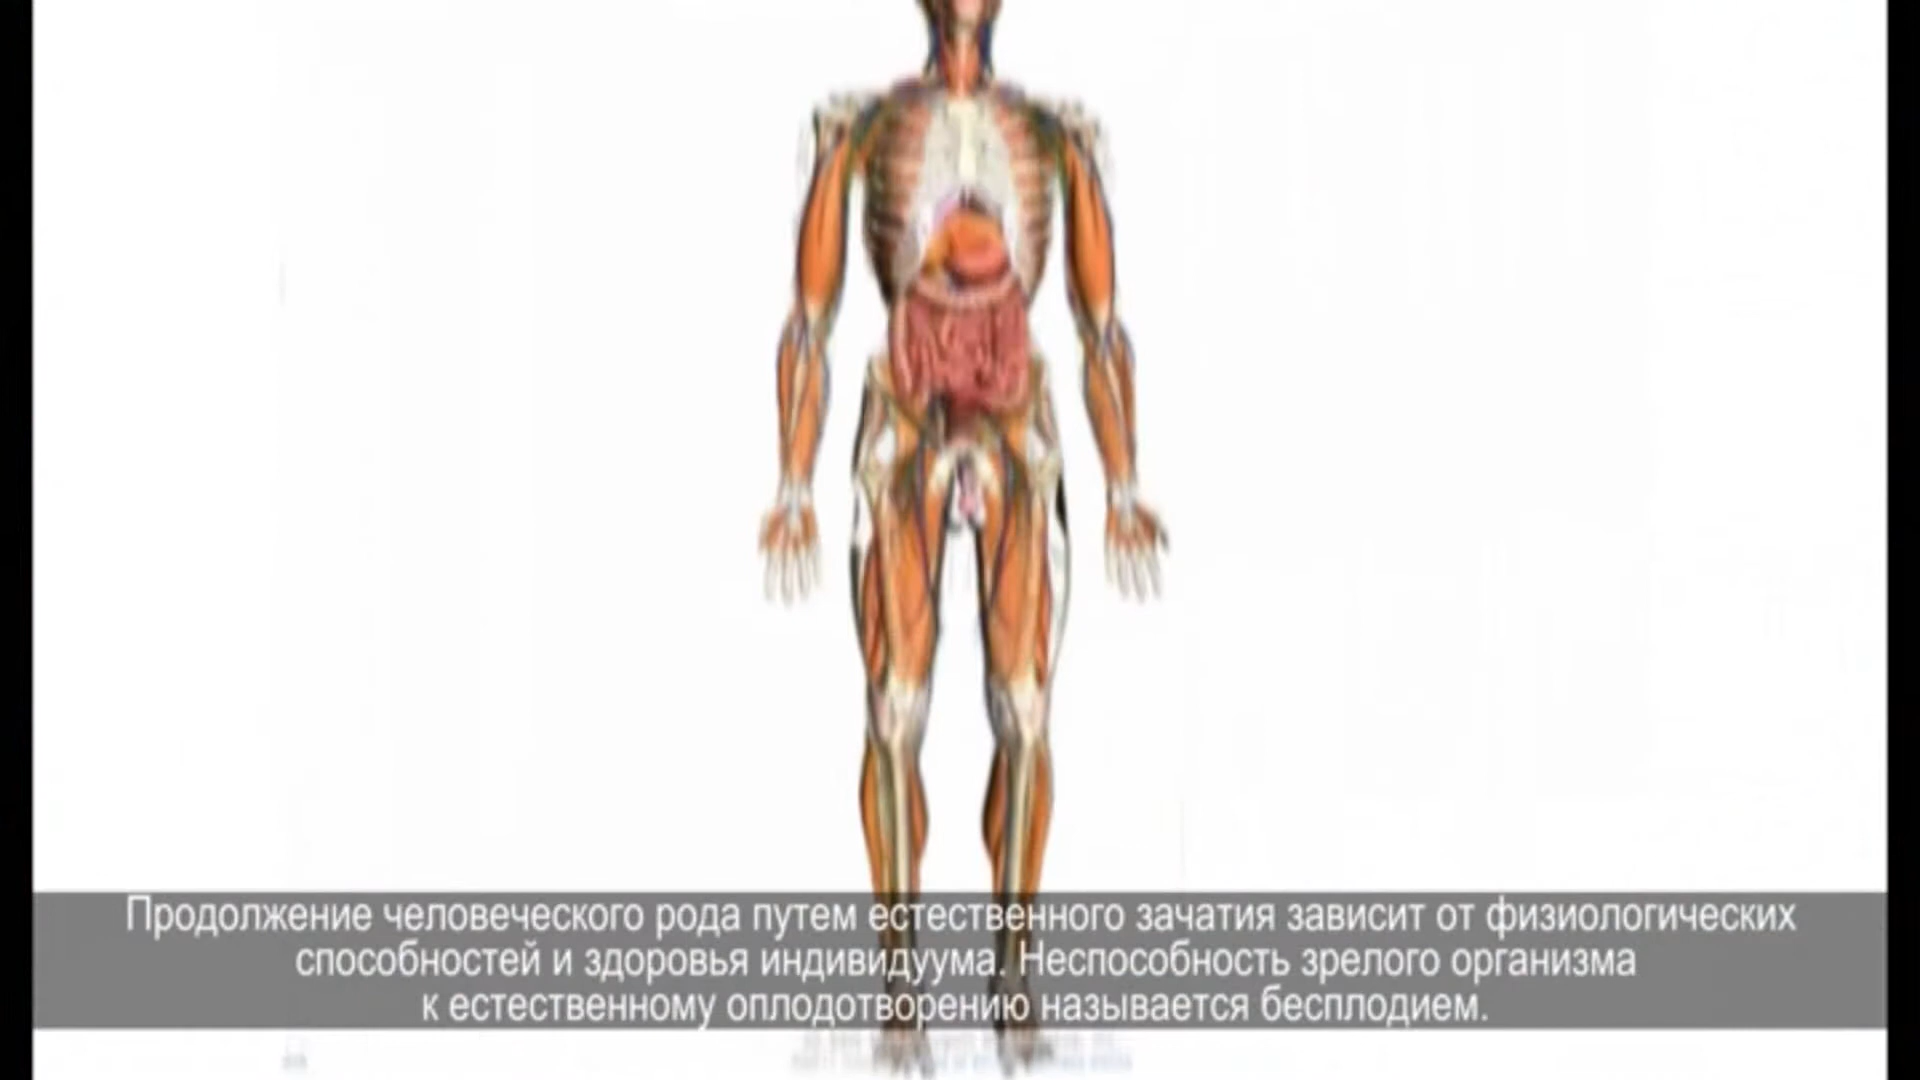 Продолжение человеческого рода путем естественного зачатия зависит от физиологических
способностей и здоровья индивидуума. Неспособность зрелого организма
к естественному оплодотворению называется бесплодием.